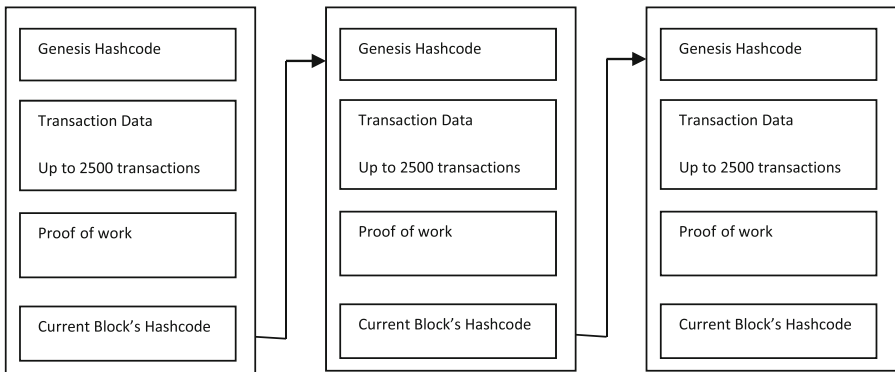 Genesis Hashcode
Transaction Data
Up to 2500 transactions
Proof of work
Current Block’s Hashcode
Genesis Hashcode
Transaction Data
Up to 2500 transactions
Proof of work
Current Block’s Hashcode
Genesis Hashcode
Transaction Data
Up to 2500 transactions
Proof of work
Current Block’s Hashcode